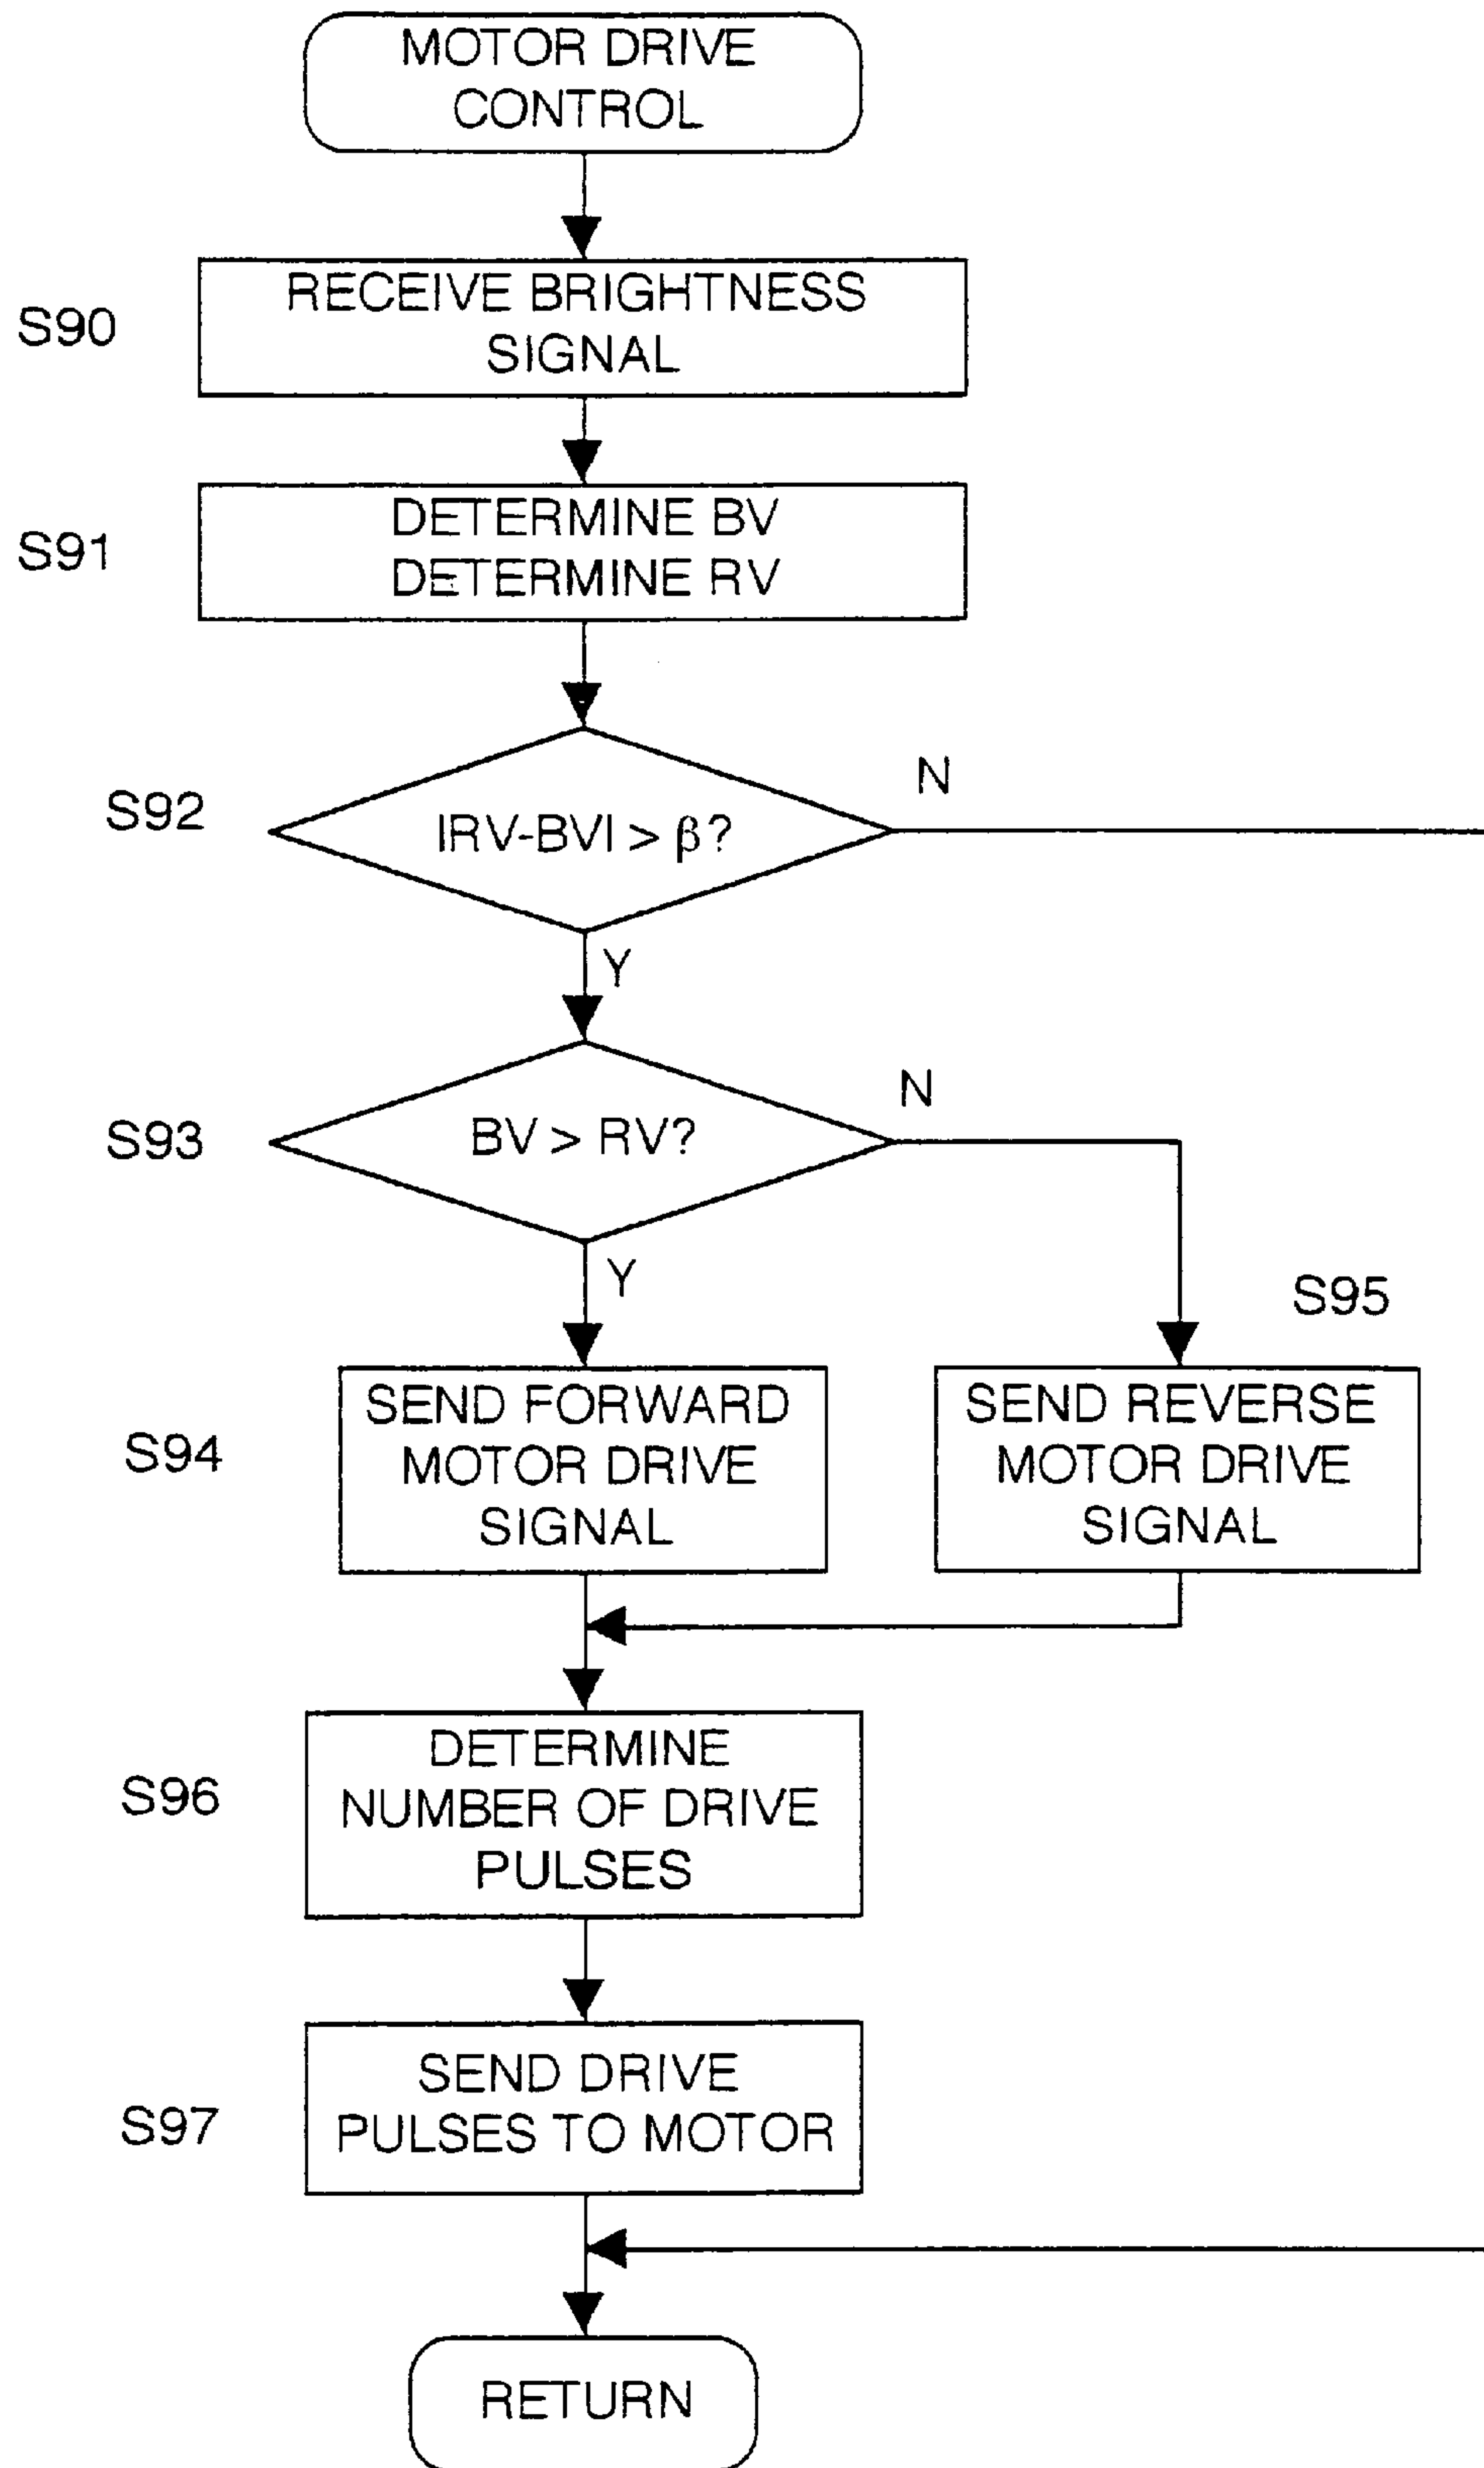 MOTOR DRIVE
CONTROL
S90
RECEIVE BRIGHTNESS
SIGNAL
S91
DETERMINE BV
DETERMINE RV
S92
IRV-BVI > β?
N
Y
S93
BV > RV?
N
Y
S95
S94
SEND FORWARD
MOTOR DRIVE
SIGNAL
SEND REVERSE
MOTOR DRIVE
SIGNAL
S96
DETERMINE
NUMBER OF DRIVE
PULSES
S97
SEND DRIVE
PULSES TO MOTOR
RETURN